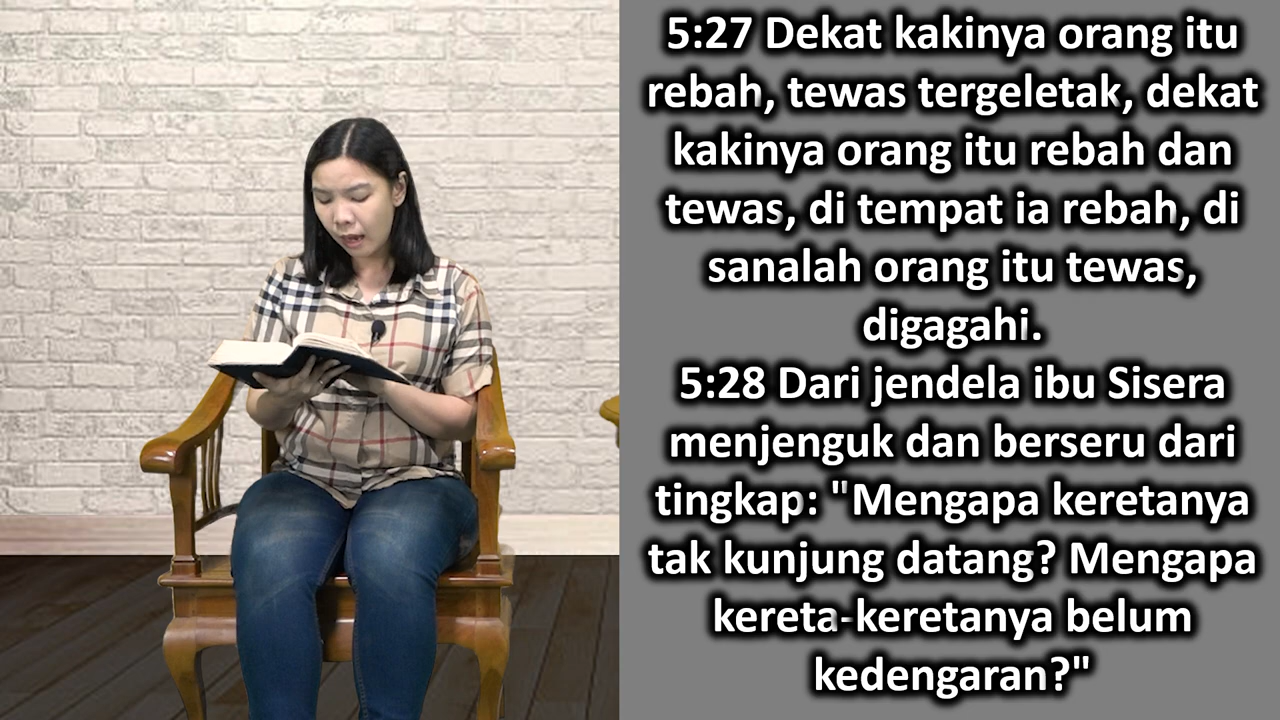 5:27 Dekat kakinya orang itu
rebah, tewas tergeletak, dekat
kakinya orang itu rebah dan
tewas, di tempat ia rebah, di
sanalah orang itu tewas,
digagahi.
5:28 Dari jendela ibu Sisera
menjenguk dan berseru dari
tingkap: "Mengapa keretanya
tak kunjung datang? Mengapa
kereta-keretanya belum
kedengaran?"